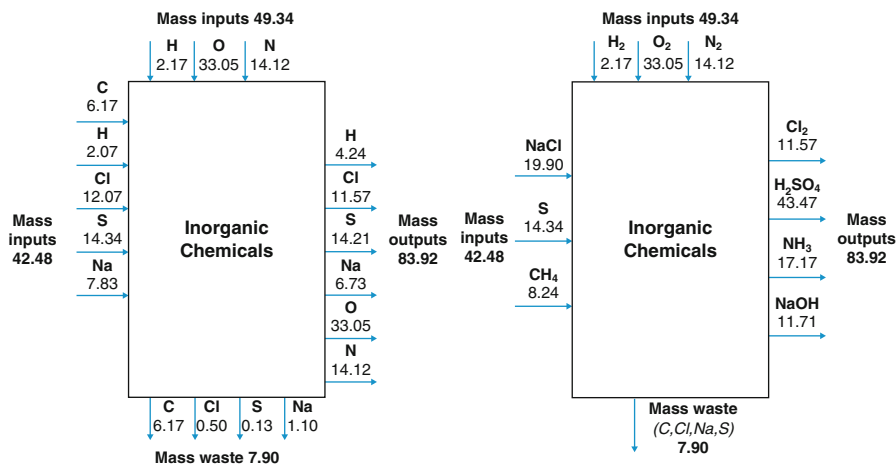 Mass inputs 49.34
H O N
2.17 33.05 14.12
C
6.17
H
2.07
Cl
12.07
S
14.34
Na
7.83
Mass
inputs
42.48
Inorganic
Chemicals
H
4.24
Cl
11.57
S
14.21
Na
6.73
O
33.05
N
14.12
Mass
outputs
83.92
C Cl S Na
6.17 0.50 0.13 1.10
Mass waste 7.90
Mass inputs 49.34
H₂ O₂ N₂
2.17 33.05 14.12
NaCl
19.90
S
14.34
CH₄
8.24
Mass
inputs
42.48
Inorganic
Chemicals
Cl₂
11.57
H₂SO₄
43.47
NH₃
17.17
NaOH
11.71
Mass
outputs
83.92
Mass waste
(C,Cl,Na,S)
7.90